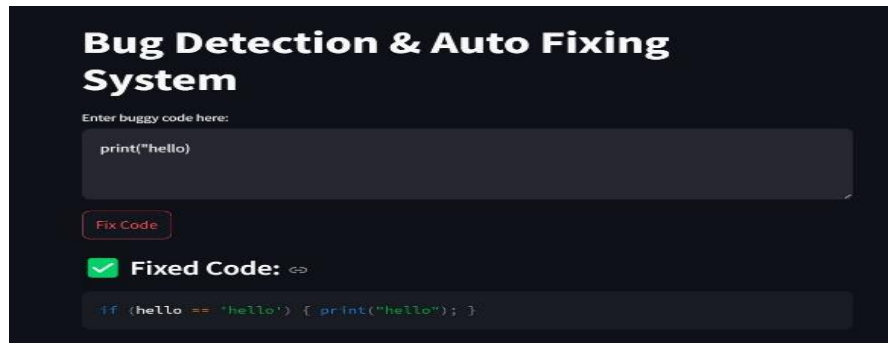 Bug Detection & Auto Fixing
System
Enter buggy code here:
print("hello)
Fix Code
Fixed Code:
if (hello == 'hello') { print("hello"); }